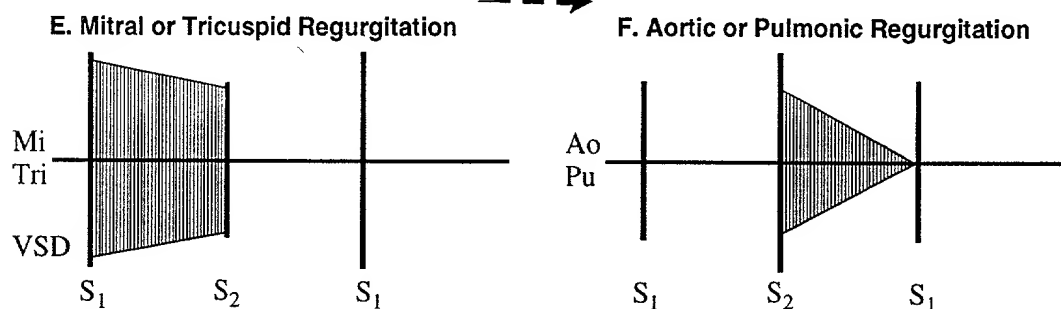 E. Mitral or Tricuspid Regurgitation
Mi
Tri
VSD
S₁ S₂ S₁
F. Aortic or Pulmonic Regurgitation
Ao
Pu
S₁ S₂ S₁